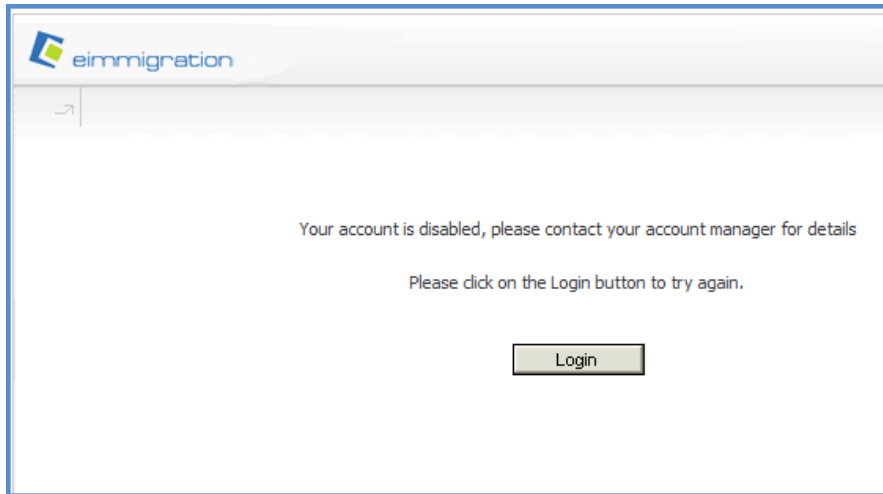 eimmigration
Your account is disabled, please contact your account manager for details
Please click on the Login button to try again.
Login